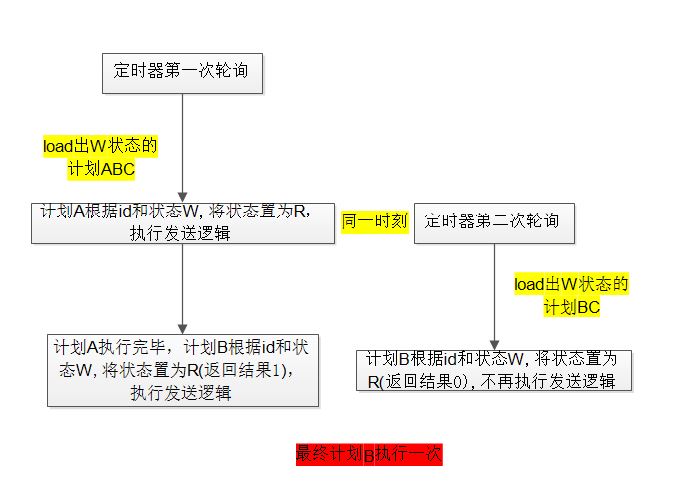 定时器第一次轮询
load出W状态的
计划ABC
计划A根据id和状态W, 将状态置为R，
执行发送逻辑
同一时刻
定时器第二次轮询
load出W状态的
计划BC
计划A执行完毕，计划B根据id和状
态W, 将状态置为R(返回结果1)，
执行发送逻辑
计划B根据id和状态W, 将状态置为
R(返回结果0), 不再执行发送逻辑
最终计划B执行一次